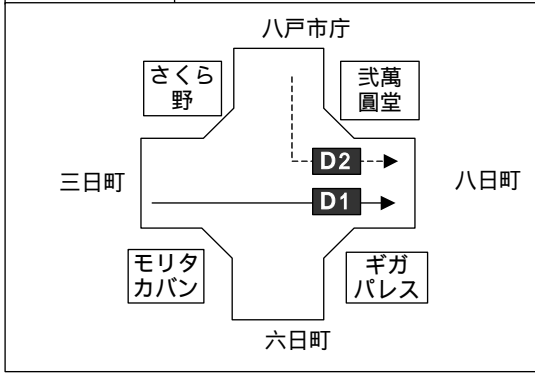 八戸市庁
さくら
野
弐萬
圓堂
D2
三日町
八日町
D1
モリタ
カバン
ギガ
パレス
六日町